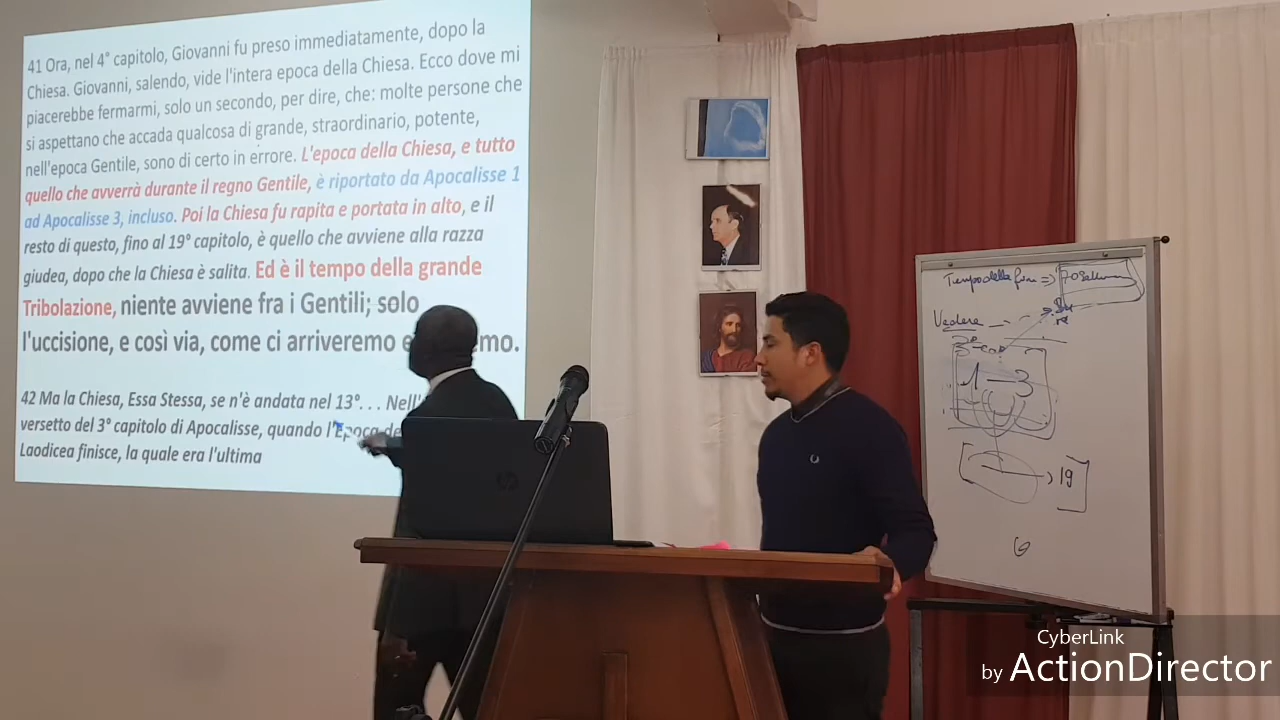 41 Ora, nel 4° capitolo, Giovanni fu preso immediatamente, dopo la
Chiesa. Giovanni, salendo, vide l'intera epoca della Chiesa. Ecco dove mi
piacerebbe fermarmi, solo un secondo, per dire, che: molte persone che
si aspettano che accada qualcosa di grande, straordinario, potente,
nell'epoca Gentile, sono di certo in errore. L'epoca della Chiesa, e tutto
quello che avverrà durante il regno Gentile, è riportato da Apocalisse 1
ad Apocalisse 3, incluso. Poi la Chiesa fu rapita e portata in alto, e il
resto di questo, fino al 19° capitolo, è quello che avviene alla razza
giudea, dopo che la Chiesa è salita. Ed è il tempo della grande
Tribolazione, niente avviene fra i Gentili; solo
l'uccisione, e così via, come ci arriveremo
42 Ma la Chiesa, Essa Stessa, se n'è andata nel 13°. . .
versetto del 3° capitolo di Apocalisse, quando l'Epoca
Laodicea finisce, la quale era l'ultima
Tempo della fine =>
Vedere
1 - 3
19
CyberLink
by ActionDirector